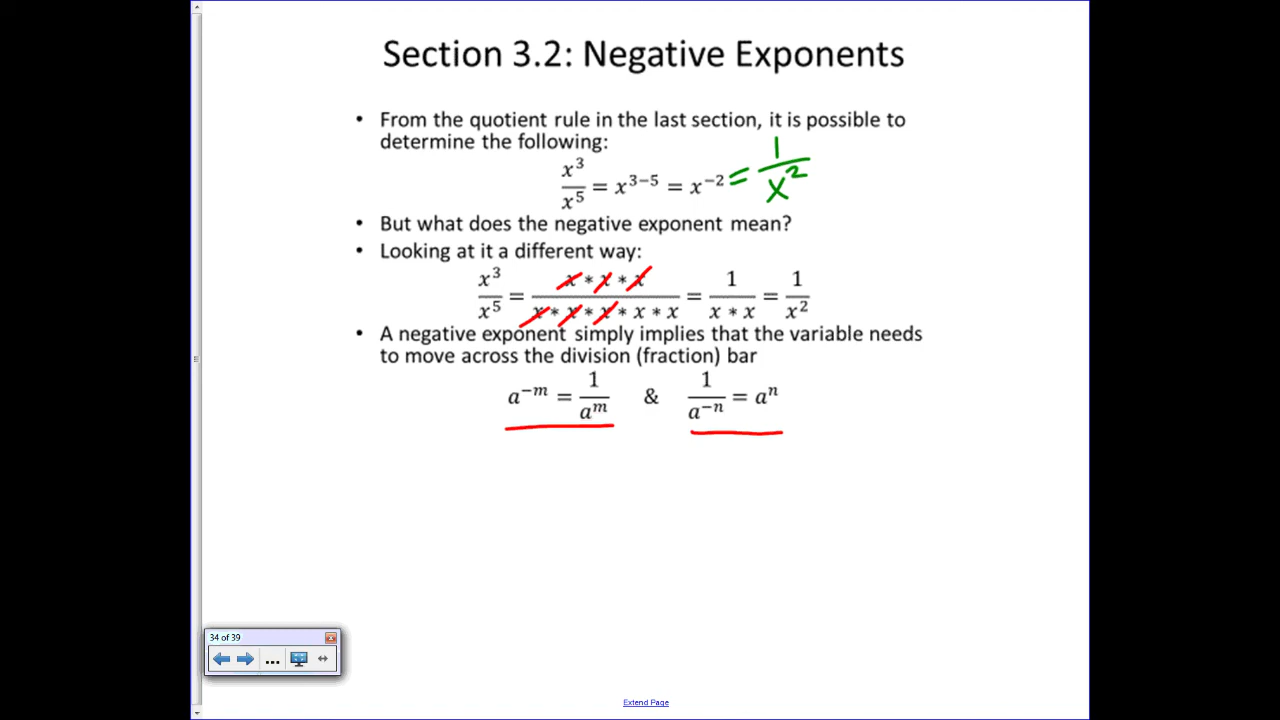 Section 3.2: Negative Exponents
• From the quotient rule in the last section, it is possible to
determine the following:
x^3/x^5 = x^{3−5} = x^{−2} = 1/x^2
• But what does the negative exponent mean?
• Looking at it a different way:
x^3/x^5 = (x * x * x)/(x * x * x * x * x) = 1/(x * x) = 1/x^2
• A negative exponent simply implies that the variable needs
to move across the division (fraction) bar
a^{−m} = 1/a^m & 1/a^{−n} = a^n
34 of 39
...
Extend Page